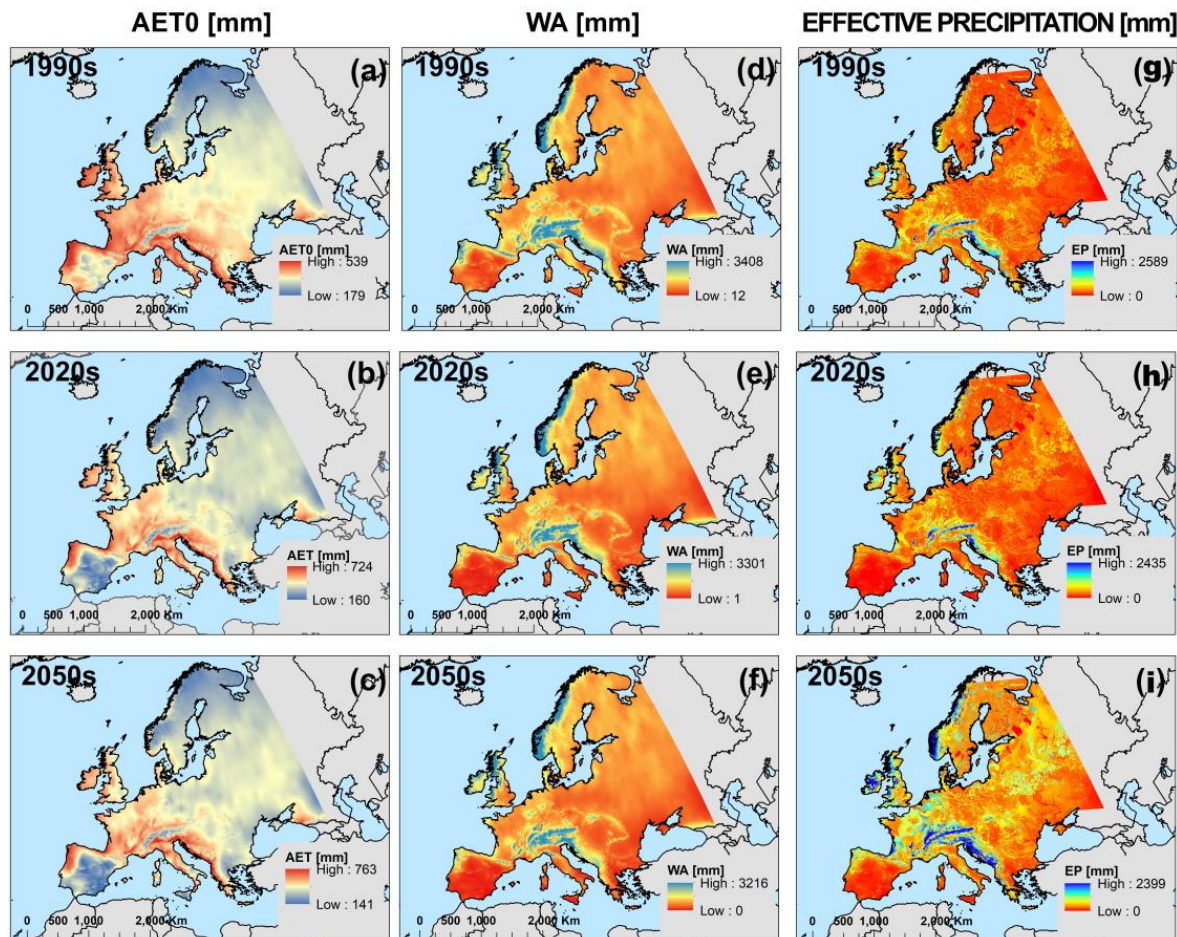 AET0 [mm]
WA [mm]
EFFECTIVE PRECIPITATION [mm]
1990s
(a)
AET0 [mm]
High : 539
Low : 179
0 500 1,000 2,000 Km
1990s
(d)
WA [mm]
High : 3408
Low : 12
0 500 1,000 2,000 Km
1990s
(g)
EP [mm]
High : 2589
Low : 0
0 500 1,000 2,000 Km
2020s
(b)
AET [mm]
High : 724
Low : 160
0 500 1,000 2,000 Km
2020s
(e)
WA [mm]
High : 3301
Low : 1
0 500 1,000 2,000 Km
2020s
(h)
EP [mm]
High : 2435
Low : 0
0 500 1,000 2,000 Km
2050s
(c)
AET [mm]
High : 763
Low : 141
0 500 1,000 2,000 Km
2050s
(f)
WA [mm]
High : 3216
Low : 0
0 500 1,000 2,000 Km
2050s
(i)
EP [mm]
High : 2399
Low : 0
0 500 1,000 2,000 Km